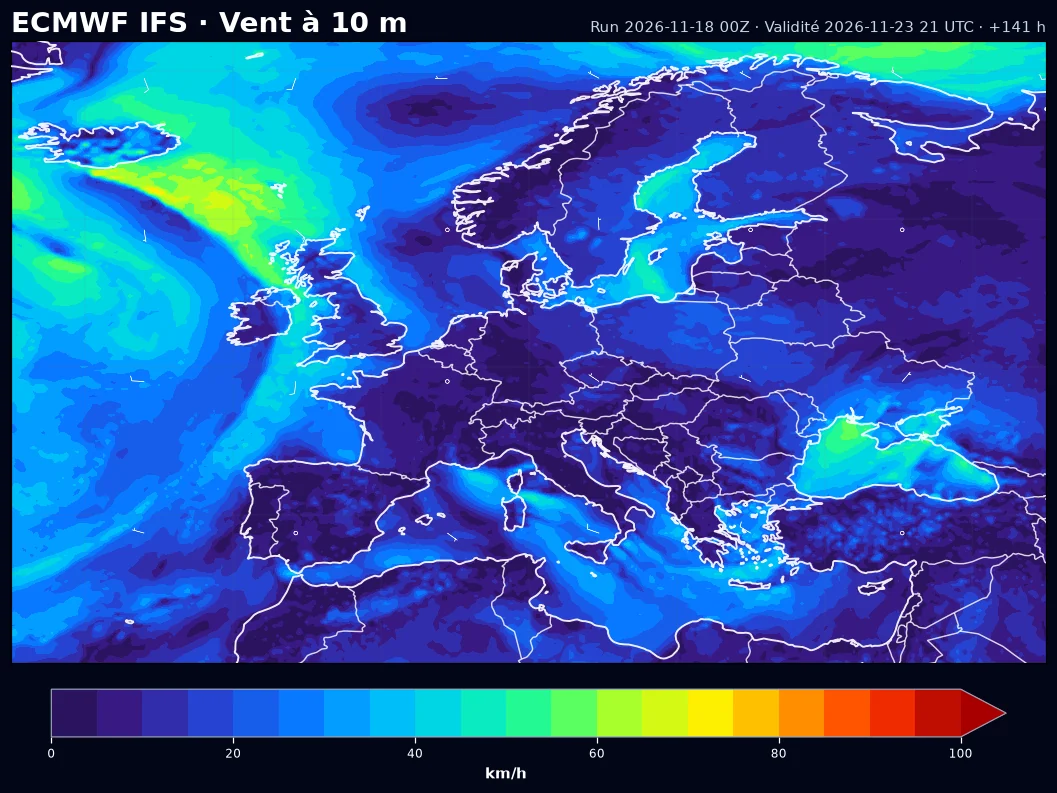 ECMWF IFS · Vent à 10 m
Run 2026-11-18 00Z · Validité 2026-11-23 21 UTC · +141 h
0 20 40 60 80 100
km/h